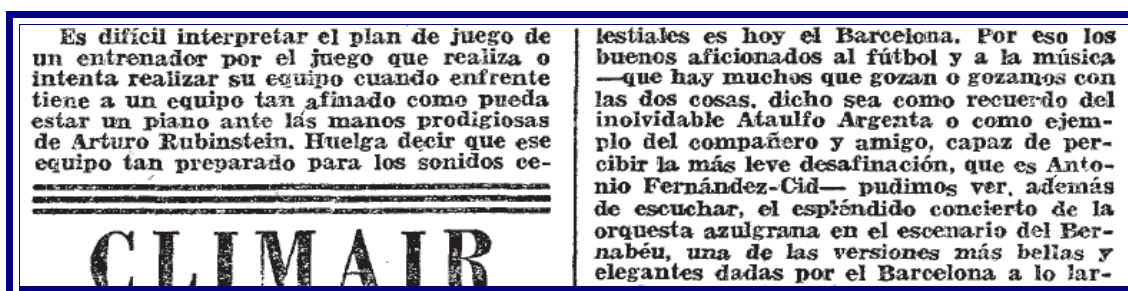 Es difícil interpretar el plan de juego de
un entrenador por el juego que realiza o
intenta realizar su equipo cuando enfrente
tiene a un equipo tan afinado como pueda
estar un piano ante las manos prodigiosas
de Arturo Rubinstein. Huelga decir que ese
equipo tan preparado para los sonidos ce-
CLIMAIR
lestiales es hoy el Barcelona. Por eso los
buenos aficionados al fútbol y a la música
—que hay muchos que gozan o gozamos con
las dos cosas, dicho sea como recuerdo del
inolvidable Ataulfo Argenta o como ejem-
plo del compañero y amigo, capaz de per-
cibir la más leve desafinación, que es Anto-
nio Fernández-Cid— pudimos ver, además
de escuchar, el espléndido concierto de la
orquesta azulgrana en el escenario del Ber-
nabéu, una de las versiones más bellas y
elegantes dadas por el Barcelona a lo lar-